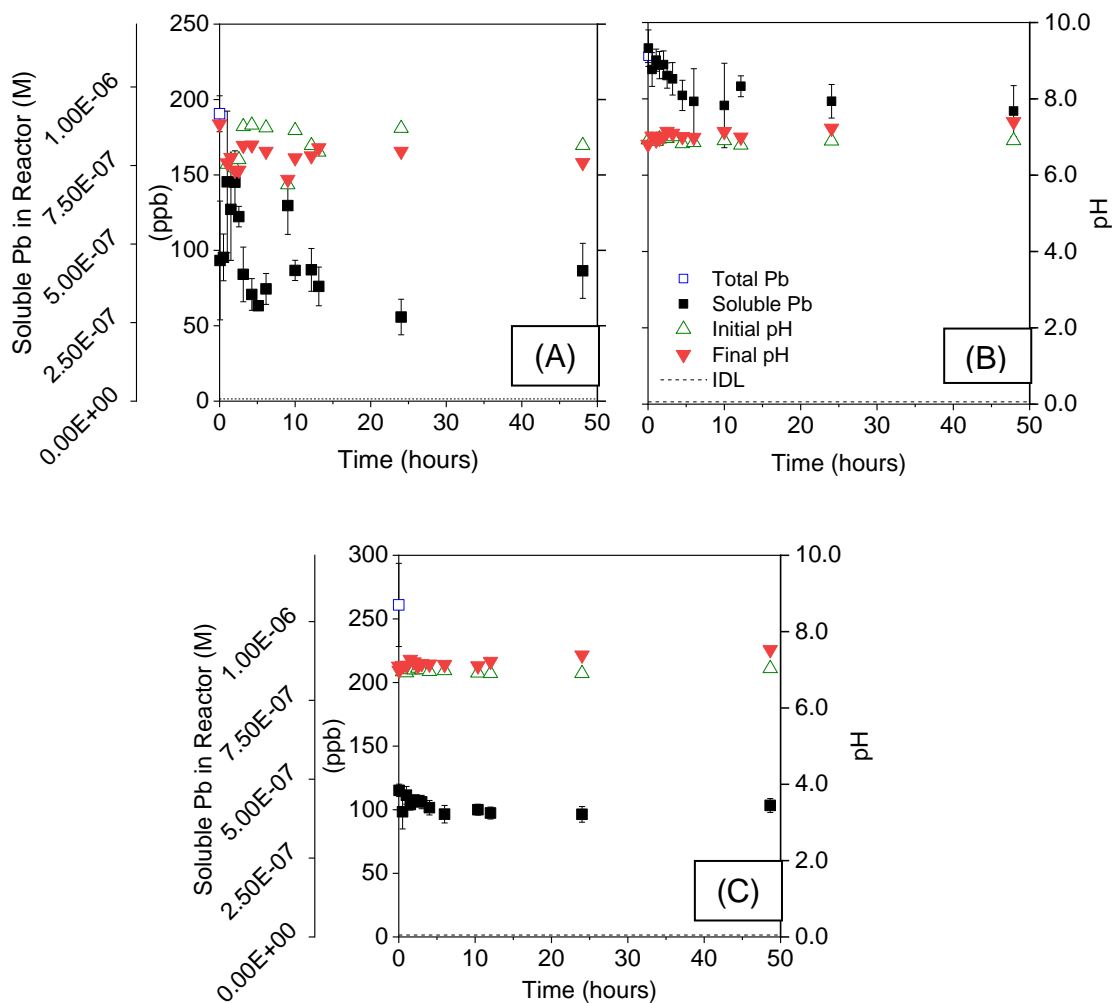 Soluble Pb in Reactor (M)
1.00E-06
7.50E-07
5.00E-07
2.50E-07
0.00E+00
(ppb)
250
200
150
100
50
0
0 10 20 30 40 50
Time (hours)
(A)
10.0
8.0
6.0
4.0
2.0
0.0
pH
Total Pb
Soluble Pb
Initial pH
Final pH
IDL
(B)
0 10 20 30 40 50
Time (hours)
Soluble Pb in Reactor (M)
1.00E-06
7.50E-07
5.00E-07
2.50E-07
0.00E+00
(ppb)
300
250
200
150
100
50
0
10.0
8.0
6.0
4.0
2.0
0.0
pH
(C)
0 10 20 30 40 50
Time (hours)